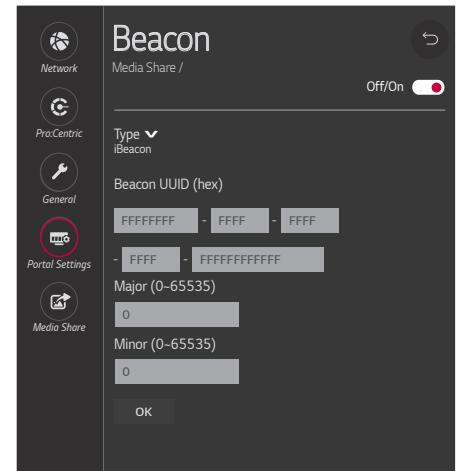 Beacon
Media Share /
Off/On
Network
Pro:Centric
General
Portal Settings
Media Share
Type
iBeacon
Beacon UUID (hex)
FFFFFFFF - FFFF - FFFF
- FFFF - FFFFFFFFFFFF
Major (0~65535)
0
Minor (0~65535)
0
OK